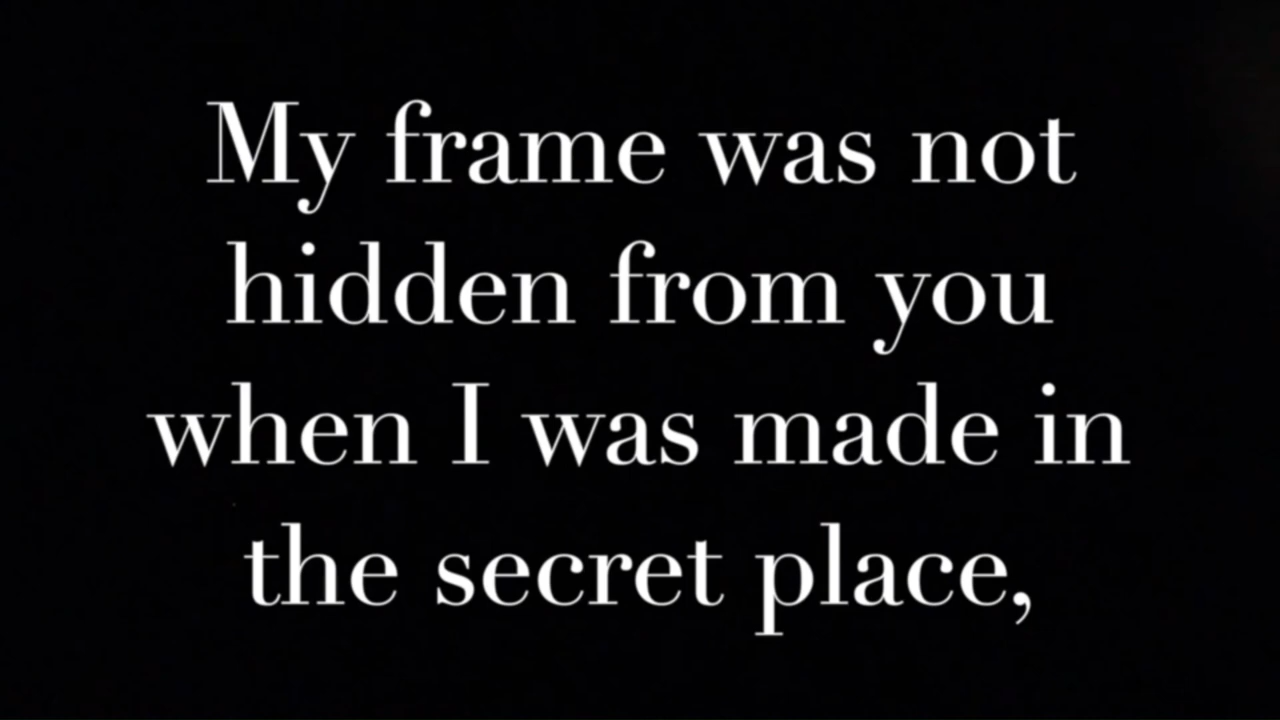 My frame was not
hidden from you
when I was made in
the secret place,